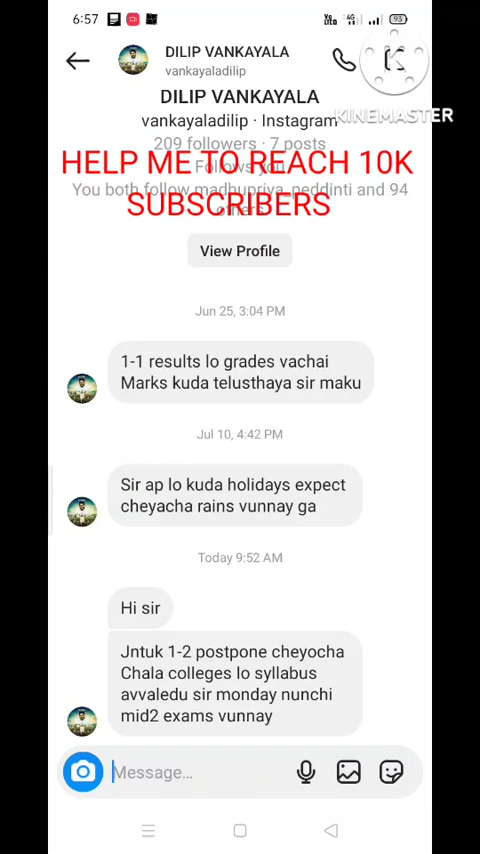 6:57
93
DILIP VANKAYALA
vankayaladilip
DILIP VANKAYALA
KINEMASTER
vankayaladilip · Instagram
209 followers · 7 posts
HELP ME TO REACH 10K
Follows you
You both follow madhupriya_peddinti and 94
SUBSCRIBERS
others
View Profile
Jun 25, 3:04 PM
1-1 results lo grades vachai
Marks kuda telusthaya sir maku
Jul 10, 4:42 PM
Sir ap lo kuda holidays expect
cheyacha rains vunnay ga
Today 9:52 AM
Hi sir
Jntuk 1-2 postpone cheyocha
Chala colleges lo syllabus
avvaledu sir monday nunchi
mid2 exams vunnay
Message...